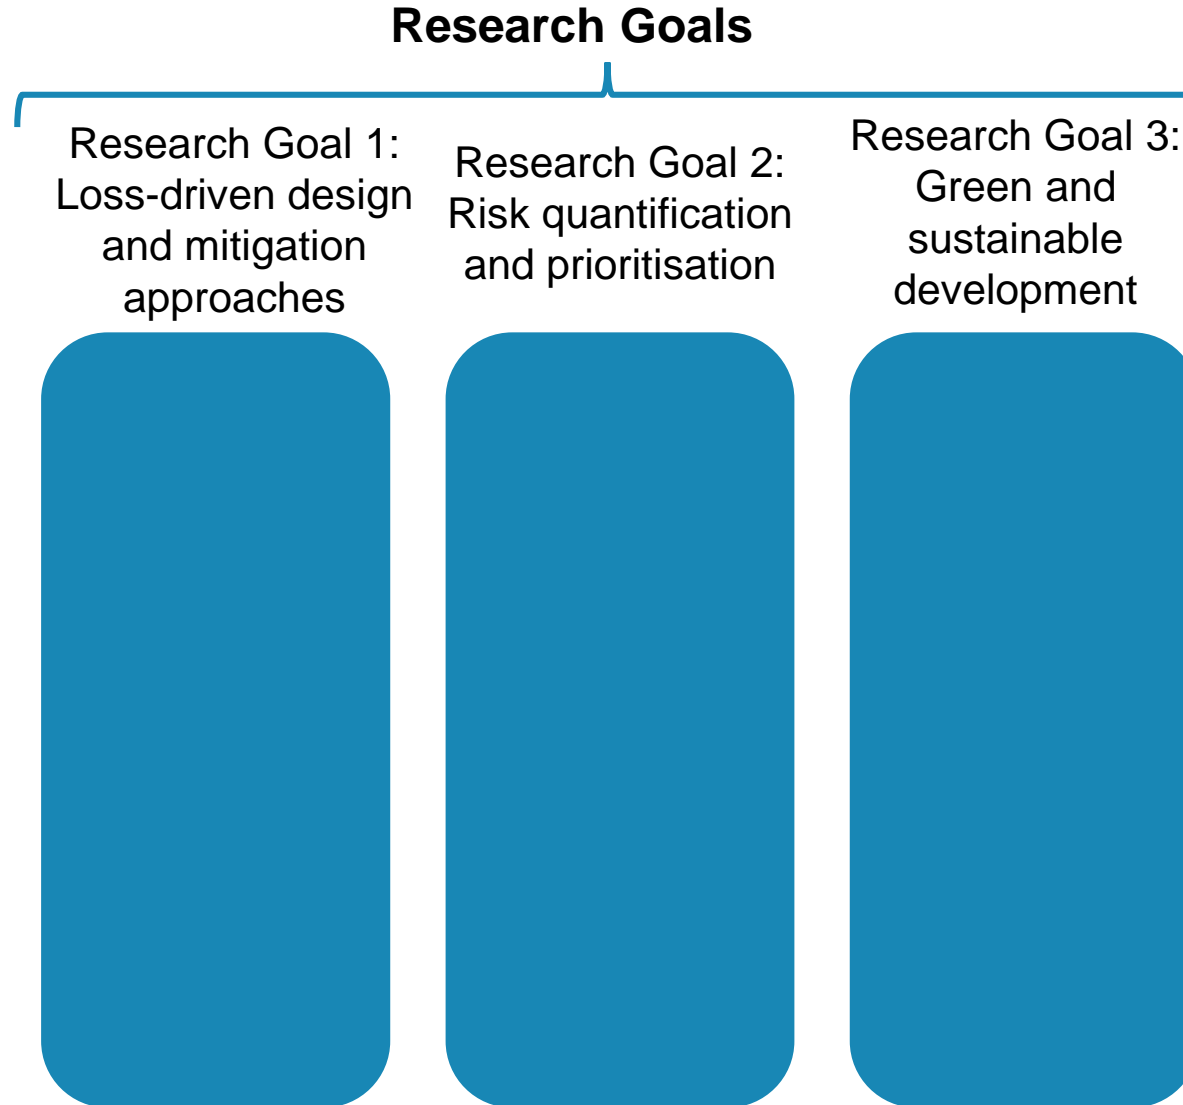 Research Goals
Research Goal 1:
Loss-driven design
and mitigation
approaches
Research Goal 2:
Risk quantification
and prioritisation
Research Goal 3:
Green and
sustainable
development